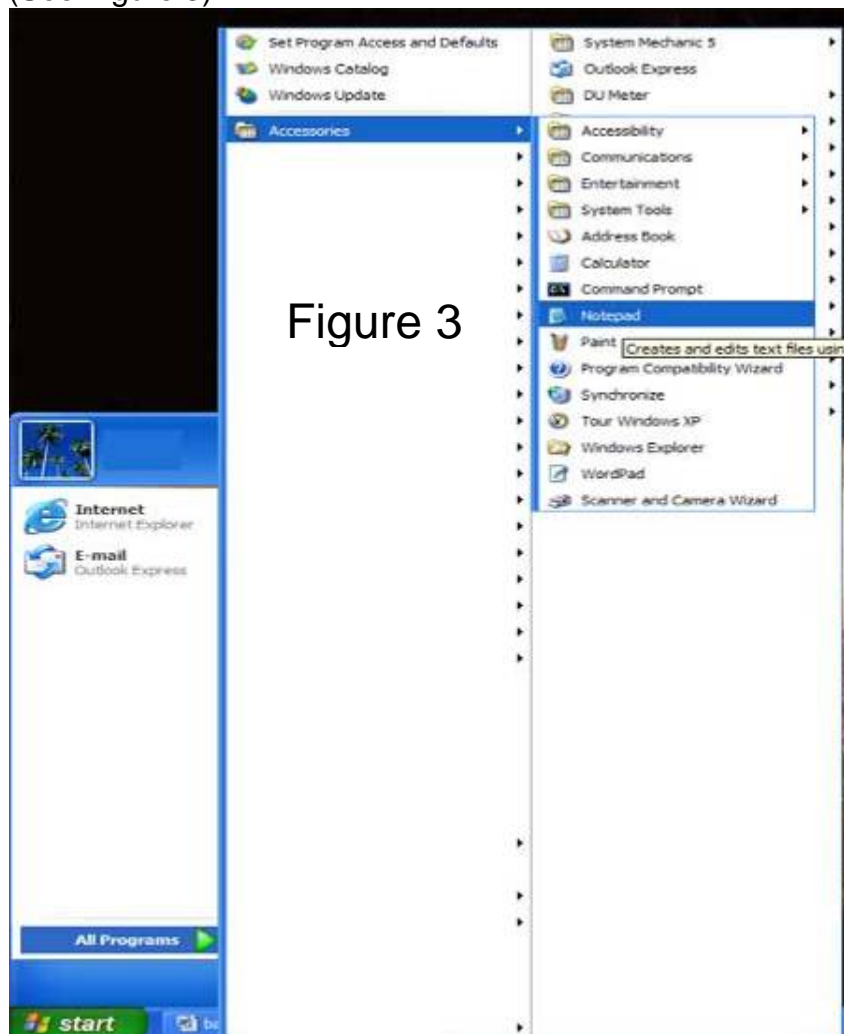 Set Program Access and Defaults
Windows Catalog
Windows Update
Accessories
System Mechanic 5
Outlook Express
DU Meter
Accessibility
Communications
Entertainment
System Tools
Address Book
Calculator
Command Prompt
Notepad
Paint
Creates and edits text files usin
Program Compatibility Wizard
Synchronize
Tour Windows XP
Windows Explorer
WordPad
Scanner and Camera Wizard
Figure 3
Internet
Internet Explorer
E-mail
Outlook Express
All Programs
start